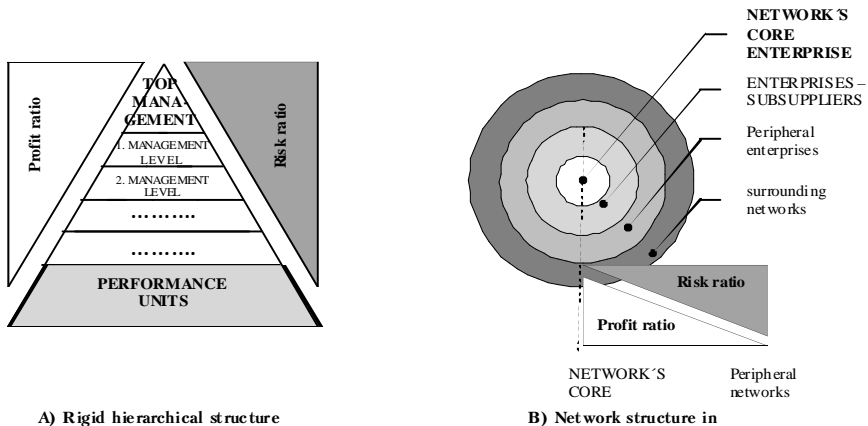 Profit ratio
TOP
MANA-
GEMENT
1. MANAGEMENT
LEVEL
2. MANAGEMENT
LEVEL
……….
……….
PERFORMANCE
UNITS
Risk ratio
A) Rigid hierarchical structure
NETWORK´S
CORE
ENTERPRISE
ENTERPRISES –
SUBSUPPLIERS
Peripheral
enterprises
surrounding
networks
Risk ratio
Profit ratio
NETWORK´S
CORE
Peripheral
networks
B) Network structure in